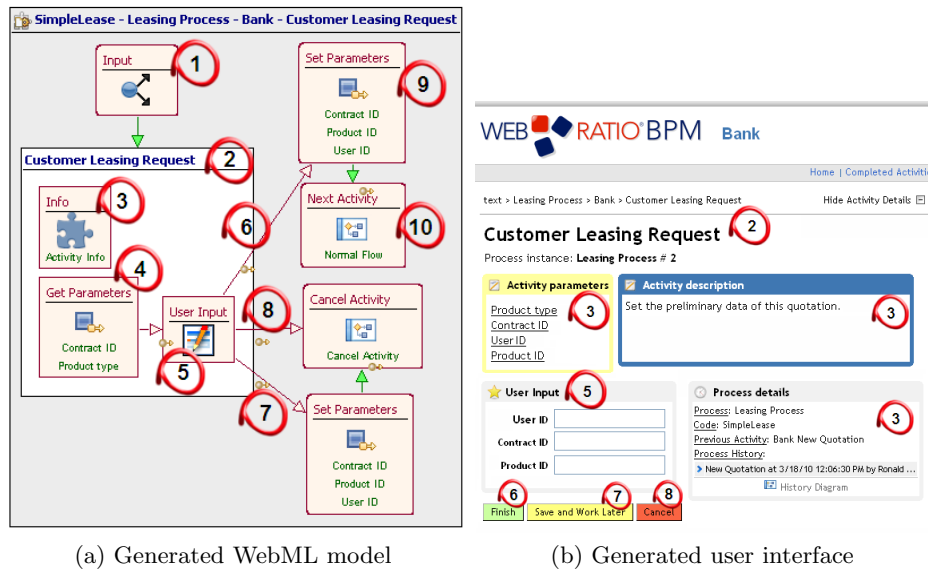 SimpleLease - Leasing Process - Bank - Customer Leasing Request
Input
1
Set Parameters
9
Contract ID
Product ID
User ID
Customer Leasing Request
2
Info
3
Activity Info
6
Next Activity
10
Normal Flow
Get Parameters
4
Contract ID
Product type
User Input
5
8
Cancel Activity
Cancel Activity
7
Set Parameters
Contract ID
Product ID
User ID
(a) Generated WebML model
WEB RATIO® BPM Bank
Home | Completed Activitie
text > Leasing Process > Bank > Customer Leasing Request
Hide Activity Details
Customer Leasing Request
2
Process instance: Leasing Process # 2
Activity parameters
Product type
Contract ID
User ID
Product ID
3
Activity description
Set the preliminary data of this quotation.
3
User Input
5
User ID
Contract ID
Product ID
Process details
Process: Leasing Process
Code: SimpleLease
Previous Activity: Bank New Quotation
Process History:
New Quotation at 3/18/10 12:06:30 PM by Ronald ...
History Diagram
3
6
7
8
Finish
Save and Work Later
Cancel
(b) Generated user interface